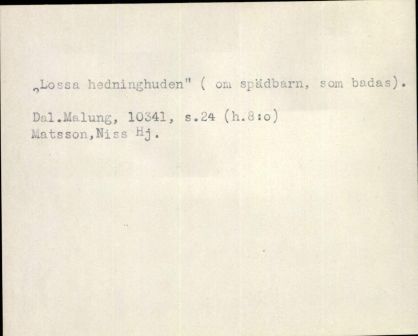 „Lossa hedninghuden" ( om spädbarn, som badas).
Dal.Malung, 10341, s.24 (h.8:o)
Matsson,Niss Hj.